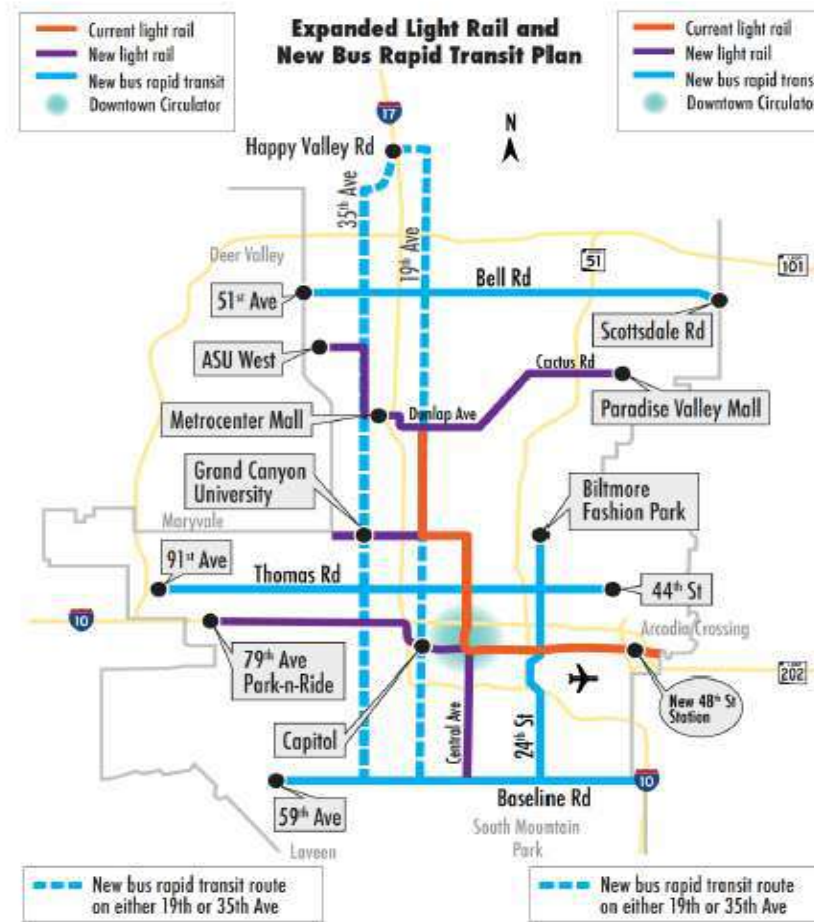 Expanded Light Rail and
New Bus Rapid Transit Plan
Current light rail
New light rail
New bus rapid transit
Downtown Circulator
Current light rail
New light rail
New bus rapid trans
Downtown Circulator
17
N
Happy Valley Rd
35th Ave
19th Ave
Deer Valley
51
LOOP
101
51st Ave
Bell Rd
Scottsdale Rd
ASU West
Cactus Rd
Metrocenter Mall
Dunlap Ave
Paradise Valley Mall
Grand Canyon
University
Biltmore
Fashion Park
Maryvale
91st Ave
Thomas Rd
44th St
10
Arcadia Crossing
79th Ave
Park-n-Ride
LOOP
202
New 48th St
Station
Capitol
Central Ave
24th St
59th Ave
Baseline Rd
10
Laveen
South Mountain
Park
New bus rapid transit route
on either 19th or 35th Ave
New bus rapid transit route
on either 19th or 35th Ave